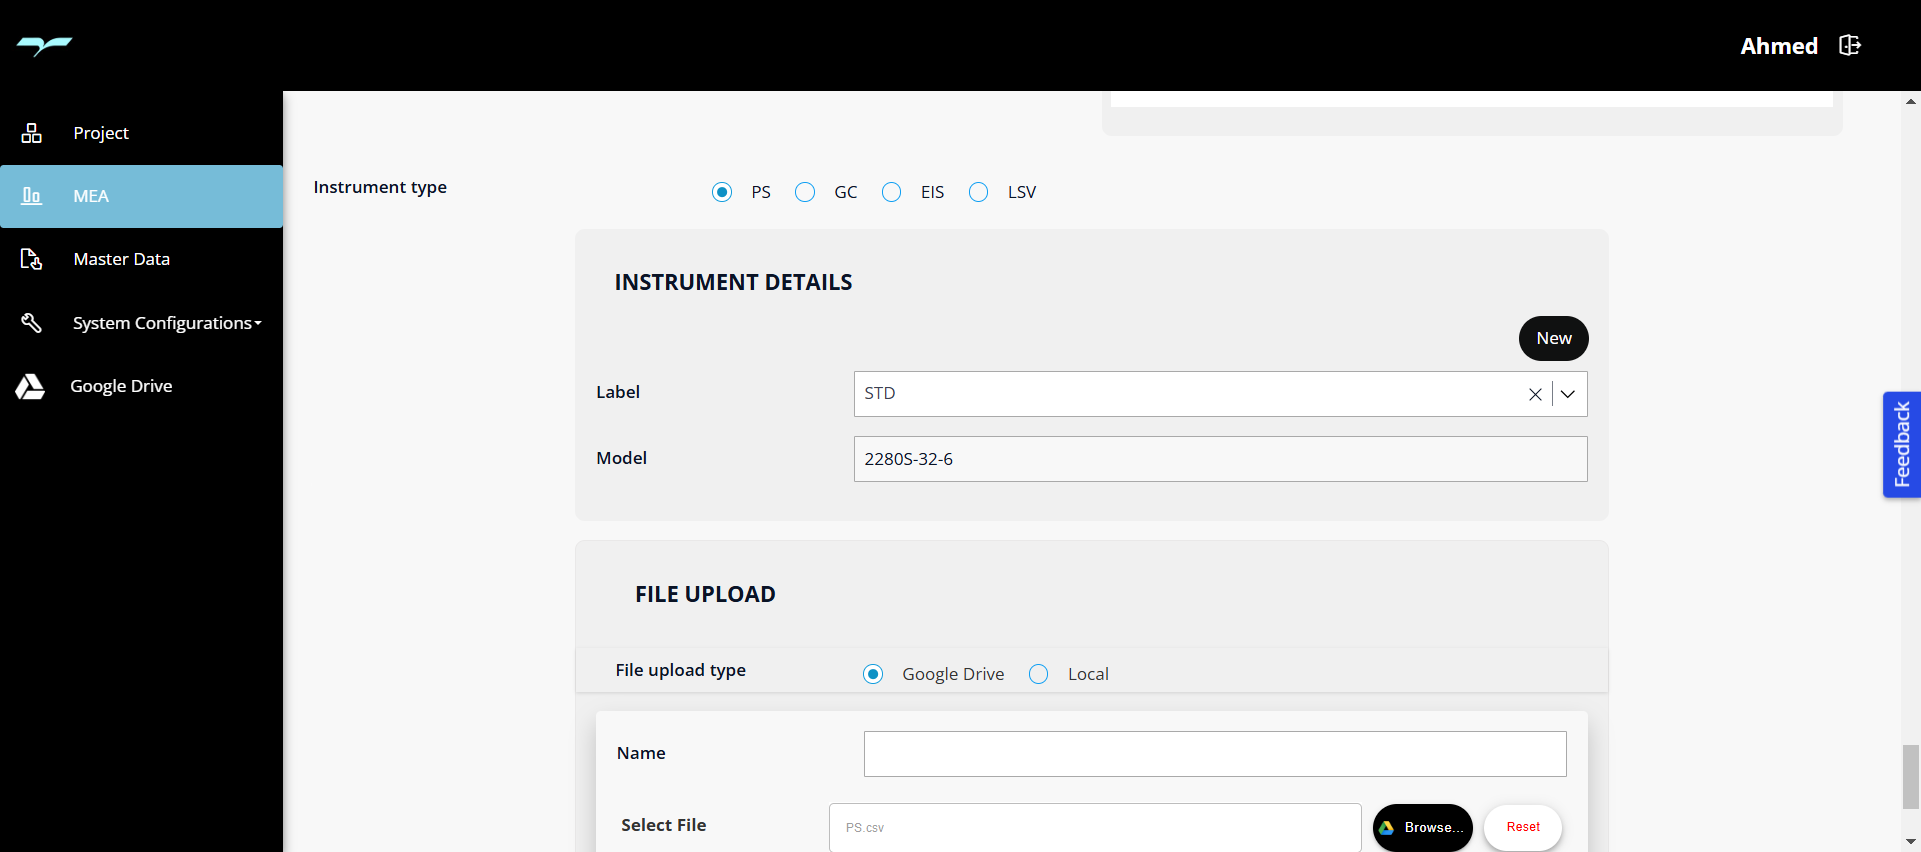 Ahmed
Project
MEA
Master Data
System Configurations
Google Drive
Instrument type
PS GC EIS LSV
INSTRUMENT DETAILS
New
Label
STD
Model
2280S-32-6
FILE UPLOAD
File upload type
Google Drive Local
Name
Select File
PS.csv
Browse...
Reset
Feedback